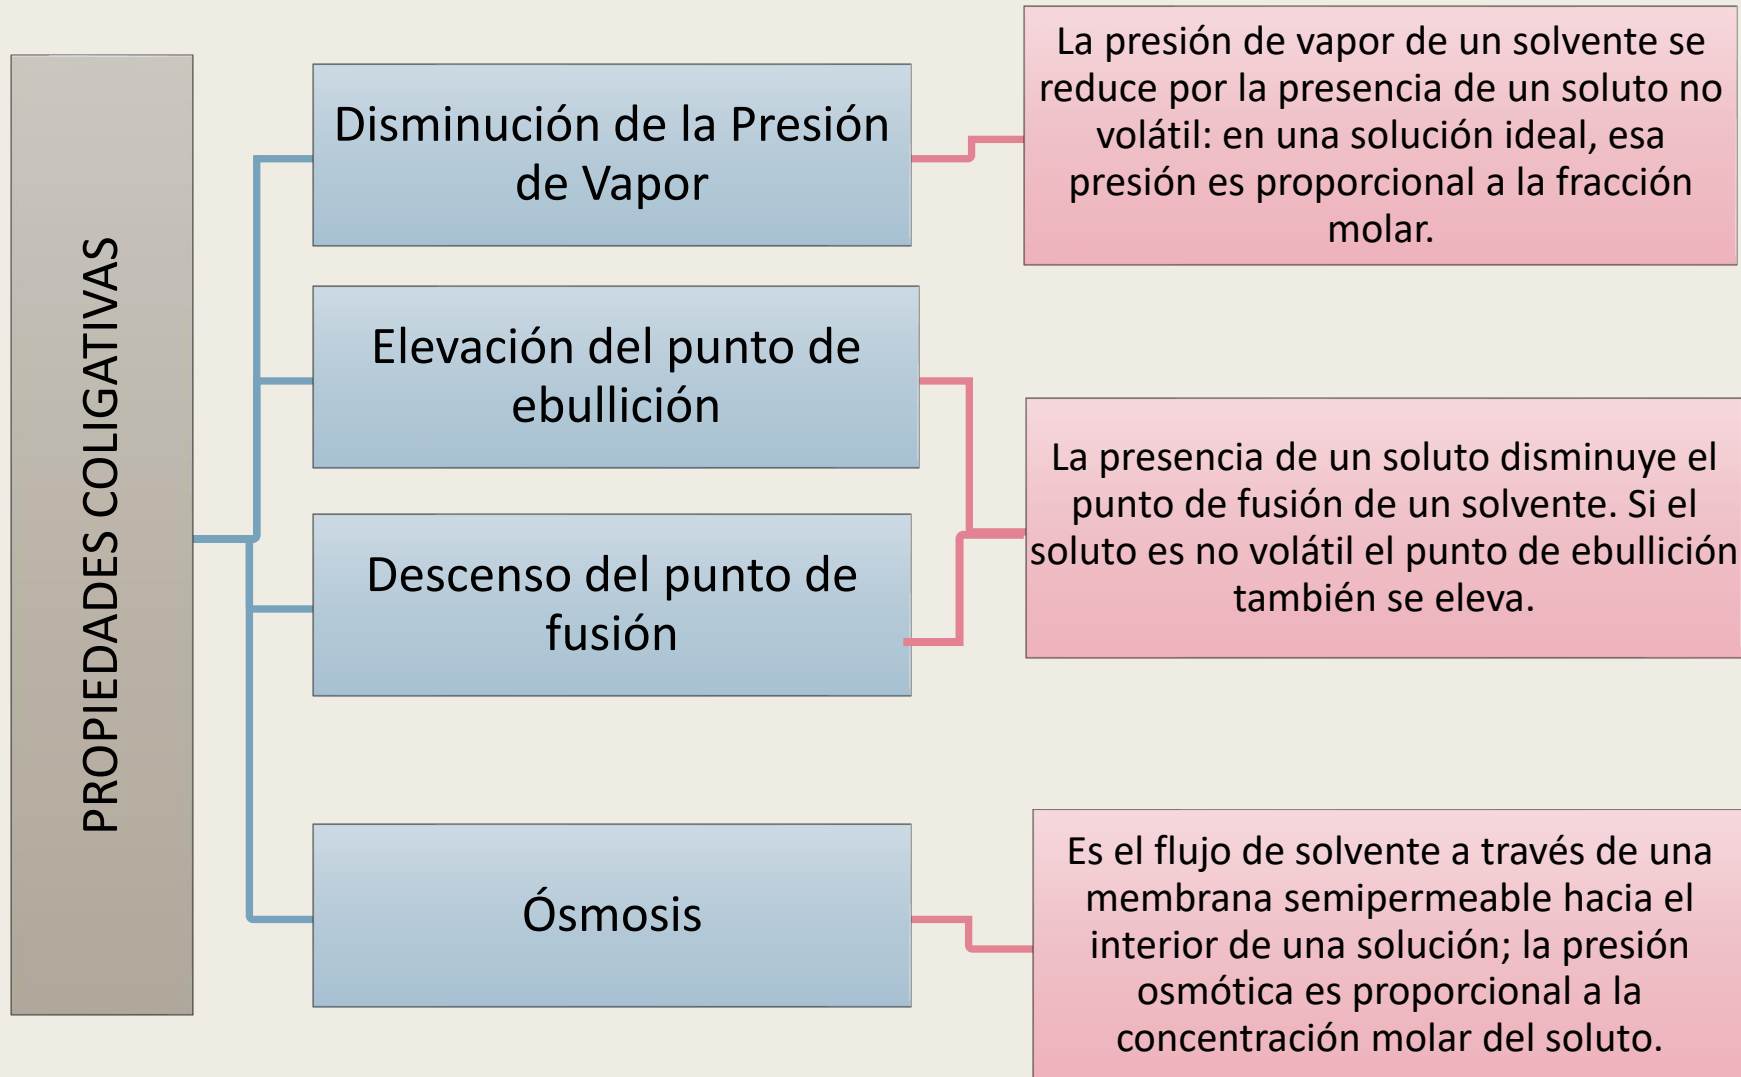 PROPIEDADES COLIGATIVAS
Disminución de la Presión
de Vapor
La presión de vapor de un solvente se
reduce por la presencia de un soluto no
volátil: en una solución ideal, esa
presión es proporcional a la fracción
molar.
Elevación del punto de
ebullición
Descenso del punto de
fusión
La presencia de un soluto disminuye el
punto de fusión de un solvente. Si el
soluto es no volátil el punto de ebullición
también se eleva.
Ósmosis
Es el flujo de solvente a través de una
membrana semipermeable hacia el
interior de una solución; la presión
osmótica es proporcional a la
concentración molar del soluto.